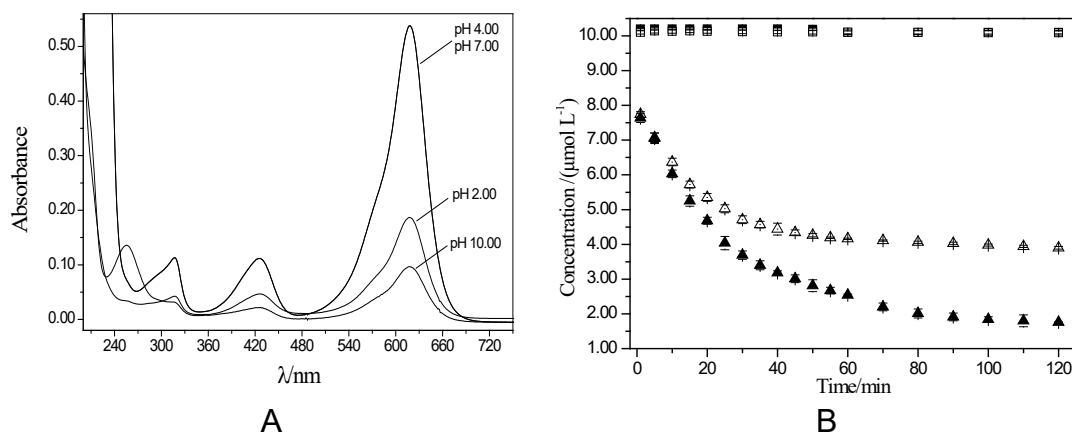 0.50
0.40
0.30
0.20
0.10
0.00
Absorbance
240 300 360 420 480 540 600 660 720
λ/nm
pH 4.00
pH 7.00
pH 2.00
pH 10.00
A
10.00
9.00
8.00
7.00
6.00
5.00
4.00
3.00
2.00
1.00
Concentration /(µmol L⁻¹)
0 20 40 60 80 100 120
Time/min
B